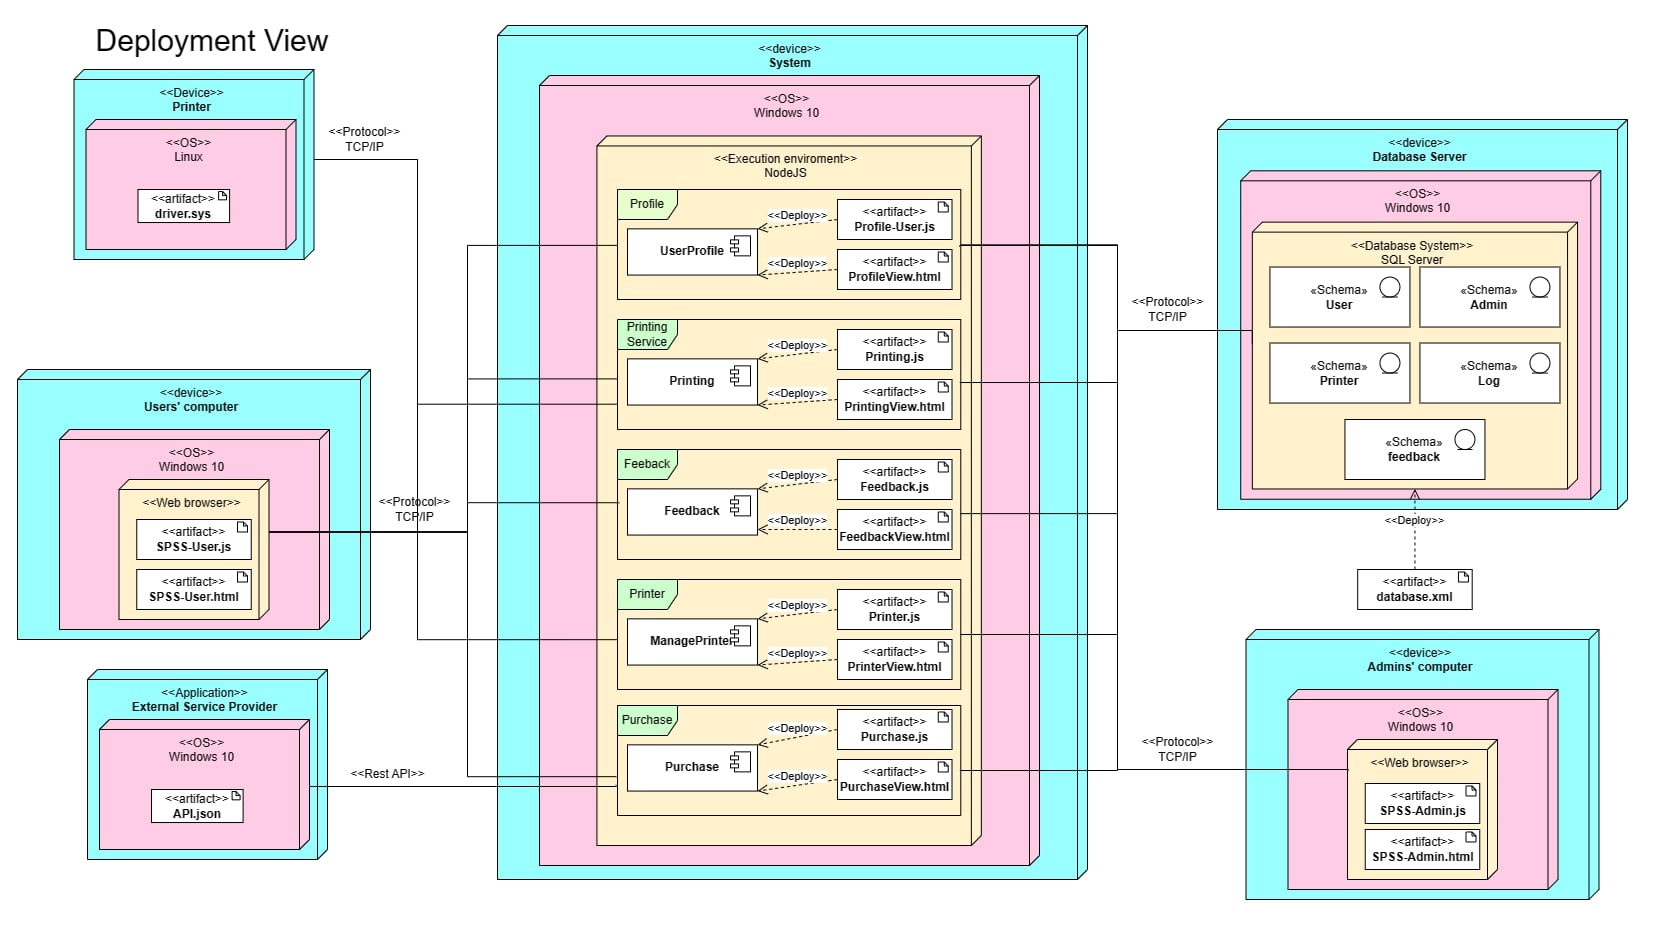 Deployment View
<<Device>>
Printer
<<OS>>
Linux
<<artifact>>
driver.sys
<<Protocol>>
TCP/IP
<<device>>
Users' computer
<<OS>>
Windows 10
<<Web browser>>
<<artifact>>
SPSS-User.js
<<artifact>>
SPSS-User.html
<<Protocol>>
TCP/IP
<<Application>>
External Service Provider
<<OS>>
Windows 10
<<artifact>>
API.json
<<Rest API>>
<<device>>
System
<<OS>>
Windows 10
<<Execution enviroment>>
NodeJS
Profile
UserProfile
<<Deploy>>
<<Deploy>>
<<artifact>>
Profile-User.js
<<artifact>>
ProfileView.html
Printing
Service
Printing
<<Deploy>>
<<Deploy>>
<<artifact>>
Printing.js
<<artifact>>
PrintingView.html
Feeback
Feedback
<<Deploy>>
<<Deploy>>
<<artifact>>
Feedback.js
<<artifact>>
FeedbackView.html
Printer
ManagePrinter
<<Deploy>>
<<Deploy>>
<<artifact>>
Printer.js
<<artifact>>
PrinterView.html
Purchase
Purchase
<<Deploy>>
<<Deploy>>
<<artifact>>
Purchase.js
<<artifact>>
PurchaseView.html
<<Protocol>>
TCP/IP
<<device>>
Database Server
<<OS>>
Windows 10
<<Database System>>
SQL Server
«Schema»
User
«Schema»
Admin
«Schema»
Printer
«Schema»
Log
«Schema»
feedback
<<Deploy>>
<<artifact>>
database.xml
<<Protocol>>
TCP/IP
<<device>>
Admins' computer
<<OS>>
Windows 10
<<Web browser>>
<<artifact>>
SPSS-Admin.js
<<artifact>>
SPSS-Admin.html